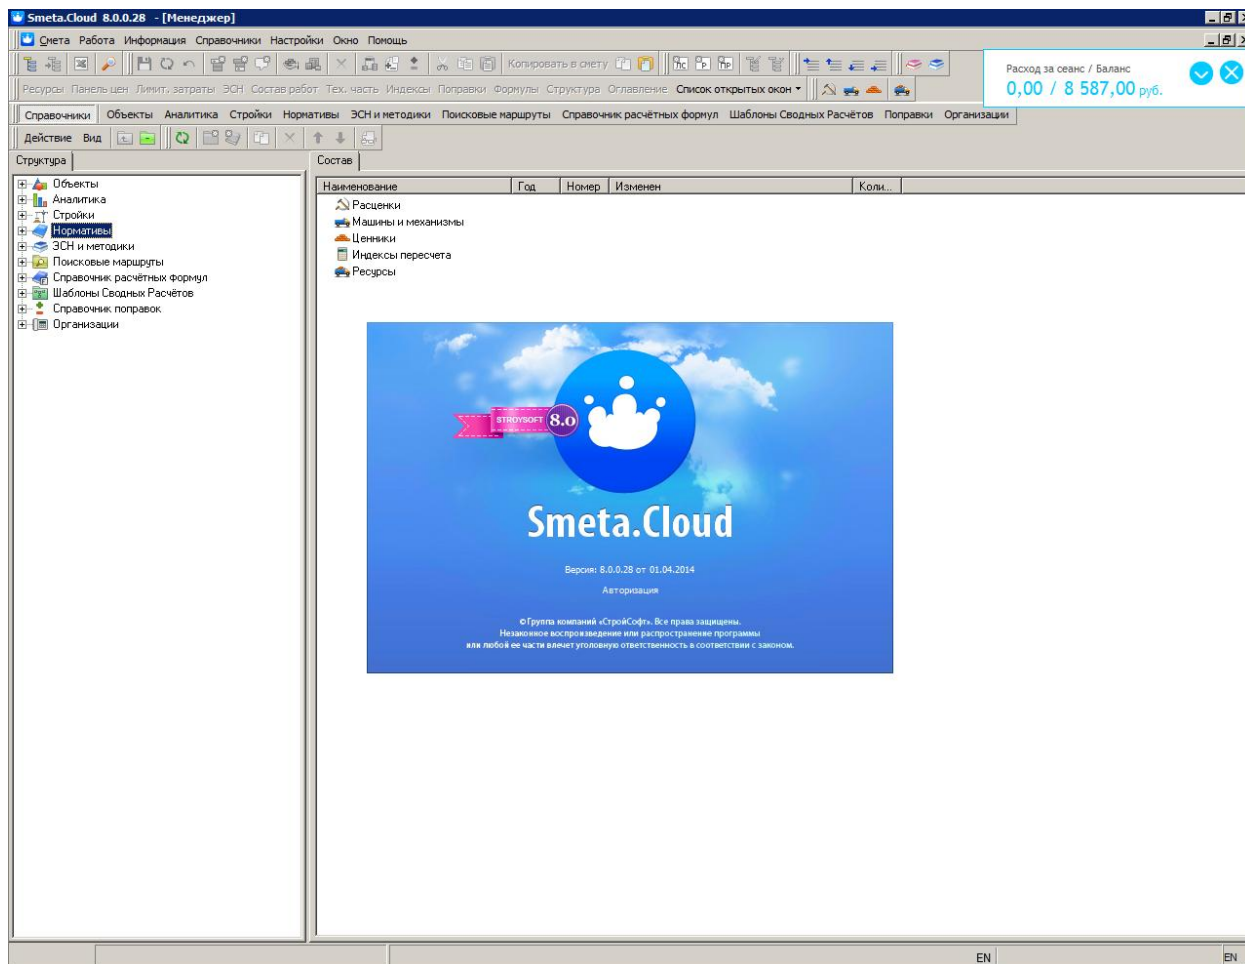 Smeta.Cloud 8.0.0.28 - [Менеджер]
Смета Работа Информация Справочники Настройки Окно Помощь
Копировать в смету
Ресурсы Панель цен Лимит. затраты ЭСН Состав работ Тех. часть Индексы Поправки Формулы Структура Оглавление Список открытых окон
Расход за сеанс / Баланс
0,00 / 8 587,00 руб.
Справочники Объекты Аналитика Стройки Нормативы ЭСН и методики Поисковые маршруты Справочник расчётных формул Шаблоны Сводных Расчётов Поправки Организации
Действие Вид
Структура
Состав
Объекты
Аналитика
Стройки
Нормативы
ЭСН и методики
Поисковые маршруты
Справочник расчётных формул
Шаблоны Сводных Расчётов
Справочник поправок
Организации
Наименование Год Номер Изменен Коли...
Расценки
Машины и механизмы
Ценники
Индексы пересчета
Ресурсы
STROYSOFT 8.0
Smeta.Cloud
Версия: 8.0.0.28 от 01.04.2014
Авторизация
© Группа компаний «СтройСофт». Все права защищены.
Незаконное воспроизведение или распространение программы
или любой ее части влечет уголовную ответственность в соответствии с законом.
EN
EN